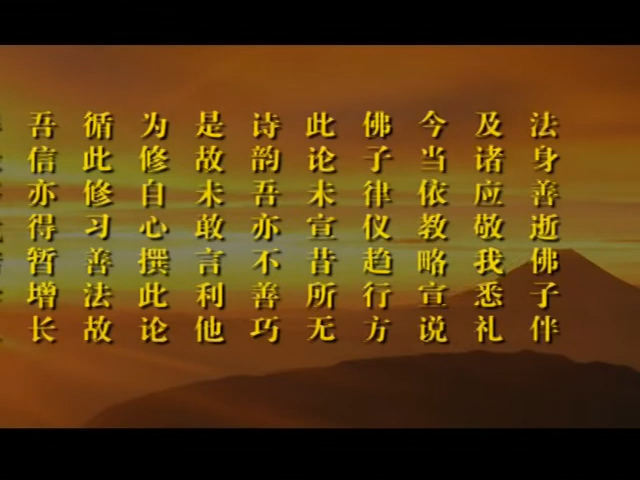 法身善逝佛子伴
及诸应敬我悉礼
今当依教略宣说
佛子律仪趋行方
此论未宣昔所无
诗韵吾亦不善巧
是故未敢言利他
为修自心撰此论
循此修习善法故
吾信亦得暂增长